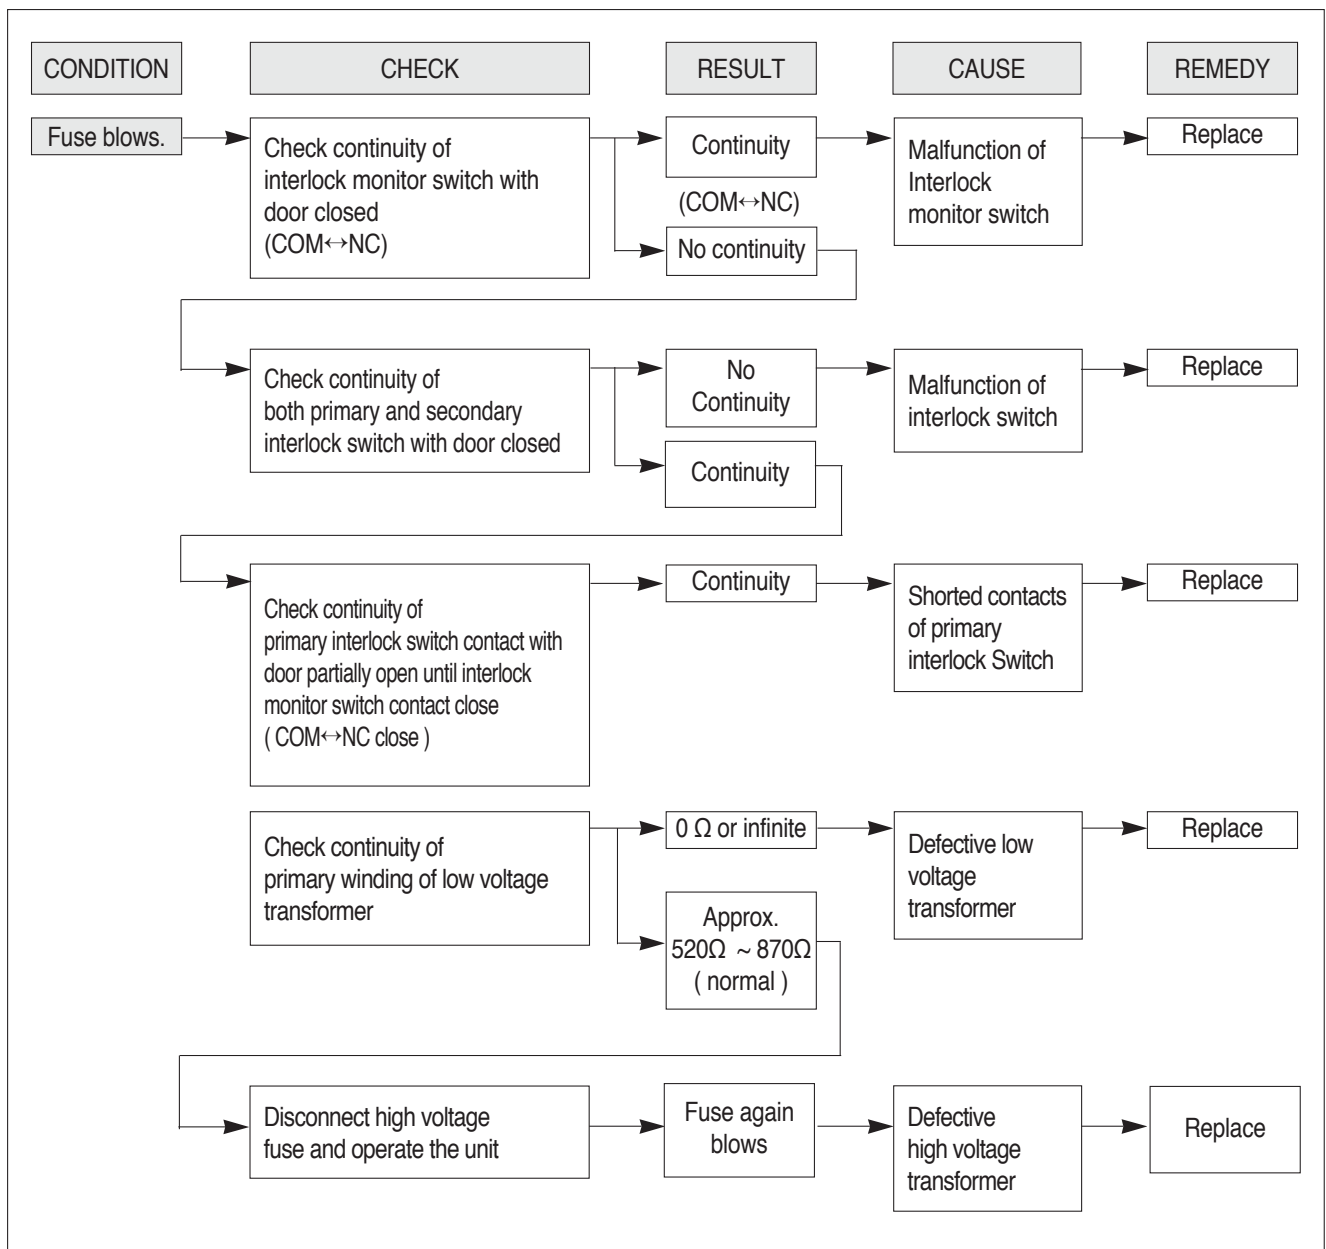 CONDITION
CHECK
RESULT
CAUSE
REMEDY
Fuse blows.
Check continuity of
interlock monitor switch with
door closed
(COM↔NC)
Continuity
(COM↔NC)
No continuity
Malfunction of
Interlock
monitor switch
Replace
Check continuity of
both primary and secondary
interlock switch with door closed
No
Continuity
Continuity
Malfunction of
interlock switch
Replace
Check continuity of
primary interlock switch contact with
door partially open until interlock
monitor switch contact close
( COM↔NC close )
Continuity
Shorted contacts
of primary
interlock Switch
Replace
Check continuity of
primary winding of low voltage
transformer
0 Ω or infinite
Approx.
520Ω ~ 870Ω
( normal )
Defective low
voltage
transformer
Replace
Disconnect high voltage
fuse and operate the unit
Fuse again
blows
Defective
high voltage
transformer
Replace